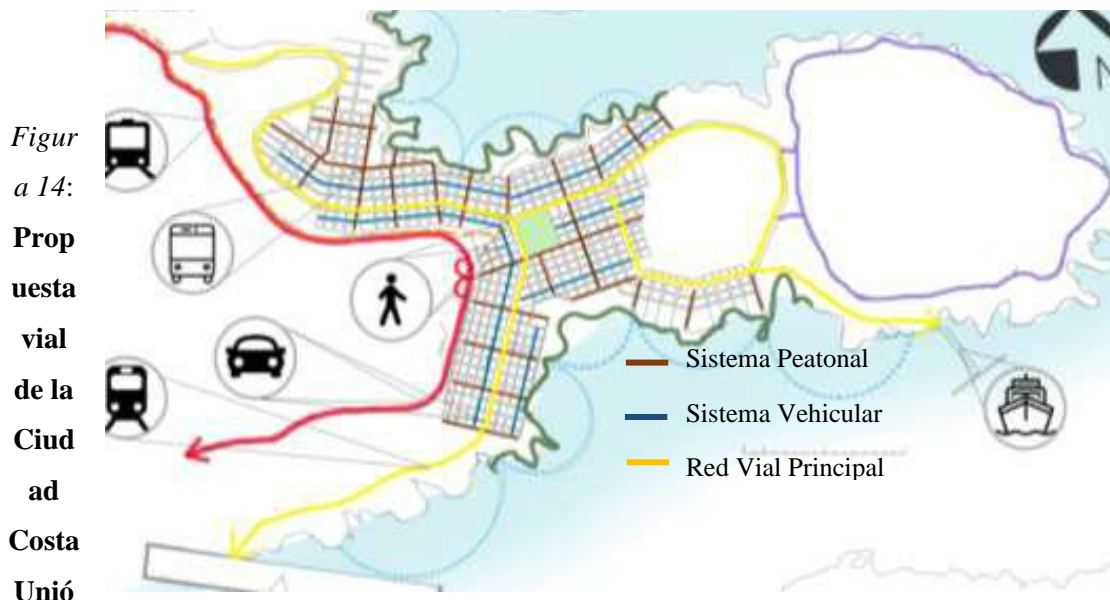 Figur
a 14:
Prop
uesta
vial
de la
Ciud
ad
Costa
Unió
Sistema Peatonal
Sistema Vehicular
Red Vial Principal
N